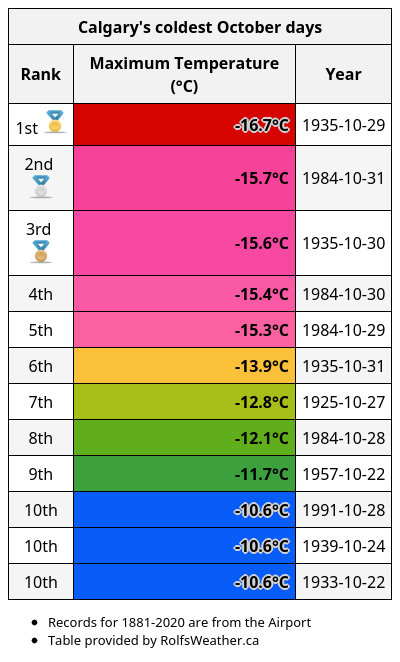 Calgary's coldest October days
Rank Maximum Temperature (°C) Year
1st -16.7°C 1935-10-29
2nd -15.7°C 1984-10-31
3rd -15.6°C 1935-10-30
4th -15.4°C 1984-10-30
5th -15.3°C 1984-10-29
6th -13.9°C 1935-10-31
7th -12.8°C 1925-10-27
8th -12.1°C 1984-10-28
9th -11.7°C 1957-10-22
10th -10.6°C 1991-10-28
10th -10.6°C 1939-10-24
10th -10.6°C 1933-10-22
• Records for 1881-2020 are from the Airport
• Table provided by RolfsWeather.ca